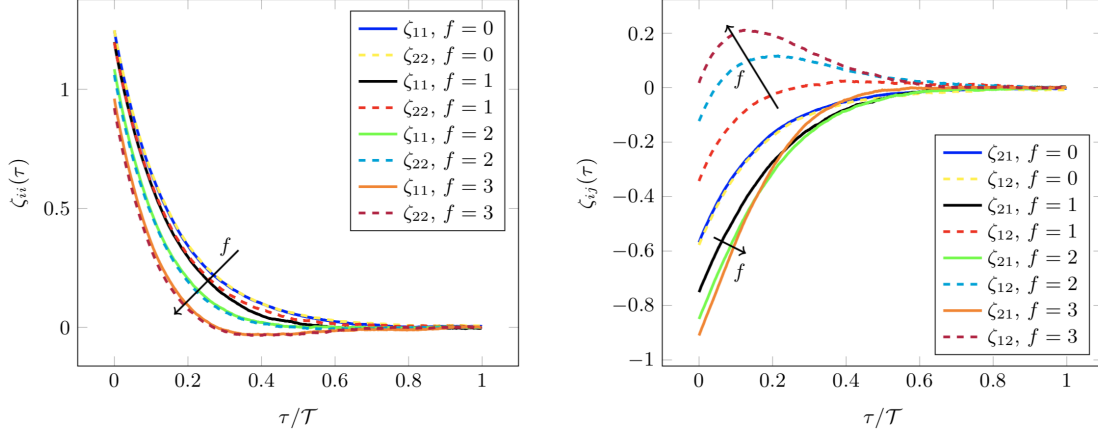 1
0.5
0
ζii(τ)
0
0.2
0.4
0.6
0.8
1
τ/𝒯
f
ζ11, f = 0
ζ22, f = 0
ζ11, f = 1
ζ22, f = 1
ζ11, f = 2
ζ22, f = 2
ζ11, f = 3
ζ22, f = 3
0.2
0
−0.2
−0.4
−0.6
−0.8
−1
ζij(τ)
0
0.2
0.4
0.6
0.8
1
τ/𝒯
f
f
ζ21, f = 0
ζ12, f = 0
ζ21, f = 1
ζ12, f = 1
ζ21, f = 2
ζ12, f = 2
ζ21, f = 3
ζ12, f = 3